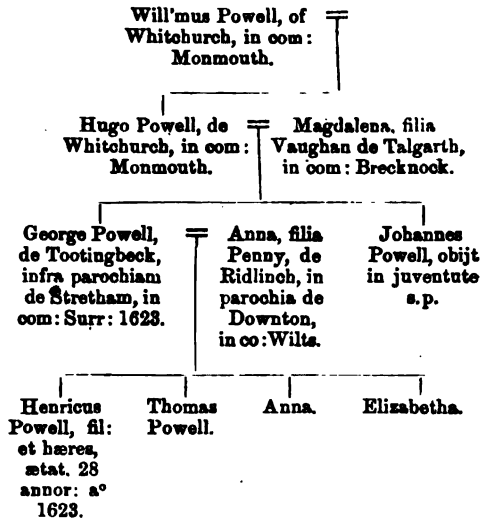 Will'mus Powell, of
Whitchurch, in com:
Monmouth.
Hugo Powell, de
Whitchurch, in com:
Monmouth.
Magdalena, filia
Vaughan de Talgarth,
in com: Brecknock.
George Powell,
de Tootingbeck,
infra parochiam
de Stretham, in
com: Surr: 1623.
Anna, filia
Penny, de
Ridlinch, in
parochia de
Downton,
in co: Wilts.
Johannes
Powell, obijt
in juventute
s.p.
Henricus
Powell, fil:
et hæres,
ætat. 28
annor: aº
1623.
Thomas
Powell.
Anna.
Elizabetha.